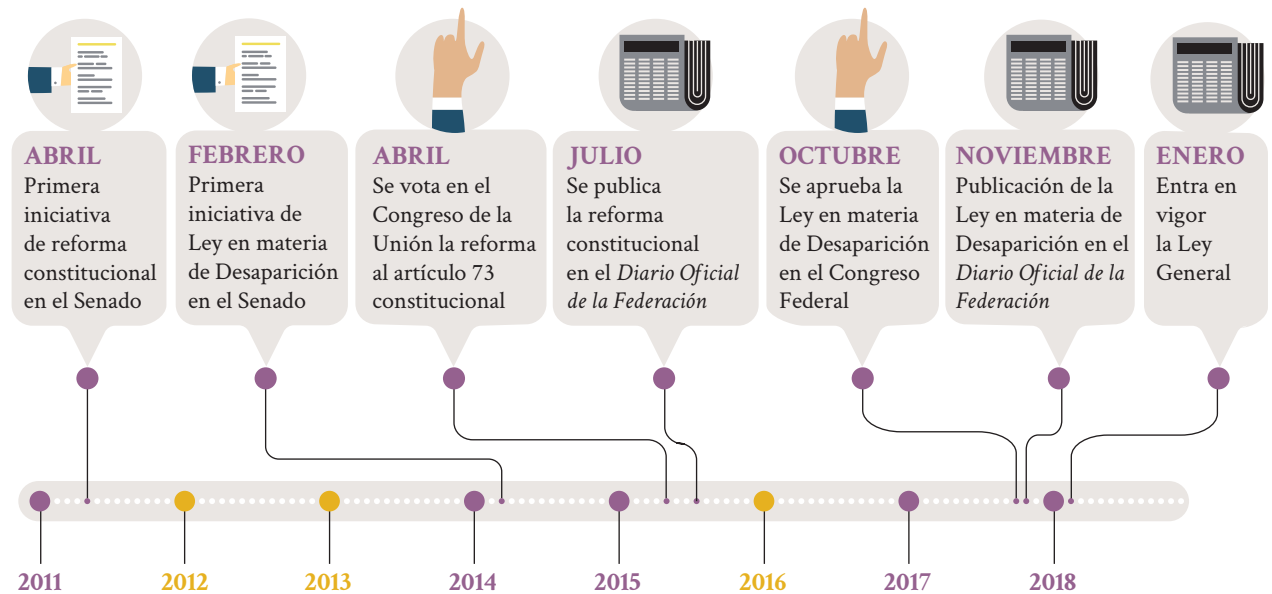 ABRIL
Primera
iniciativa
de reforma
constitucional
en el Senado
FEBRERO
Primera
iniciativa de
Ley en materia
de Desaparición
en el Senado
ABRIL
Se vota en el
Congreso de la
Unión la reforma
al artículo 73
constitucional
JULIO
Se publica
la reforma
constitucional
en el Diario Oficial
de la Federación
OCTUBRE
Se aprueba la
Ley en materia
de Desaparición
en el Congreso
Federal
NOVIEMBRE
Publicación de la
Ley en materia de
Desaparición en el
Diario Oficial de la
Federación
ENERO
Entra en
vigor
la Ley
General
2011
2012
2013
2014
2015
2016
2017
2018